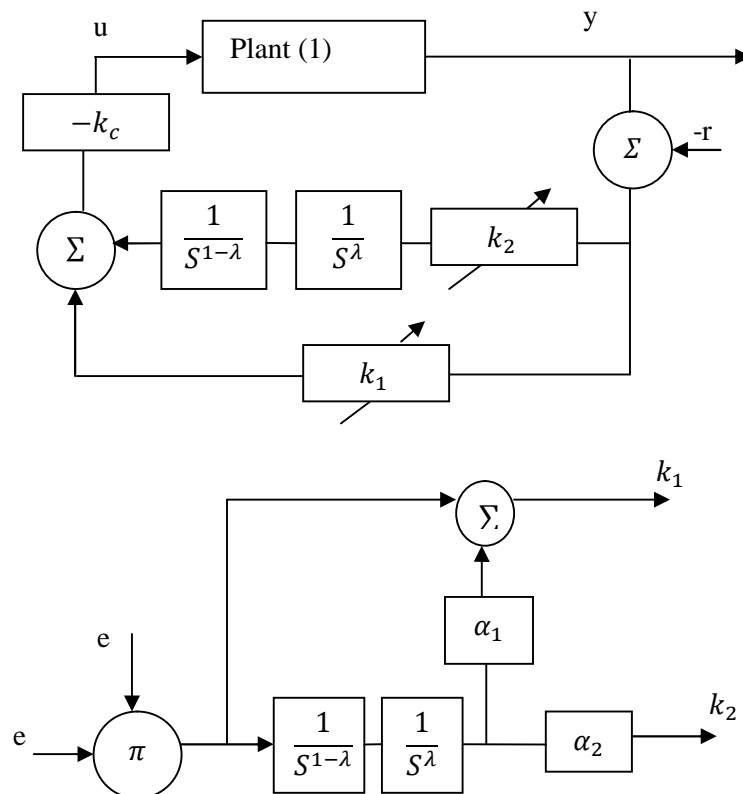 u
y
Plant (1)
−k_c
Σ
-r
Σ
1/S^{1−λ}
1/S^λ
k_2
k_1
k_1
Σ
α_1
e
e
π
1/S^{1−λ}
1/S^λ
α_2
k_2